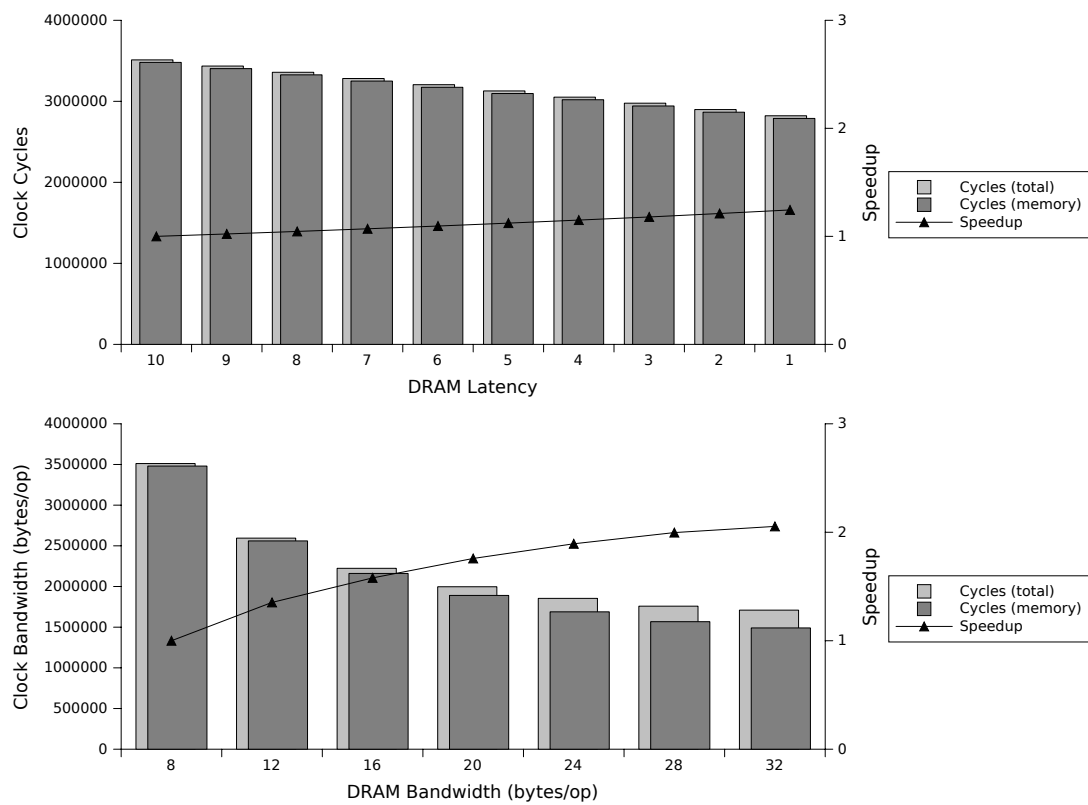 4000000
3000000
2000000
1000000
0
Clock Cycles
3
2
1
0
Speedup
10 9 8 7 6 5 4 3 2 1
DRAM Latency
Cycles (total)
Cycles (memory)
Speedup
4000000
3500000
3000000
2500000
2000000
1500000
1000000
500000
0
Clock Bandwidth (bytes/op)
3
2
1
0
Speedup
8 12 16 20 24 28 32
DRAM Bandwidth (bytes/op)
Cycles (total)
Cycles (memory)
Speedup